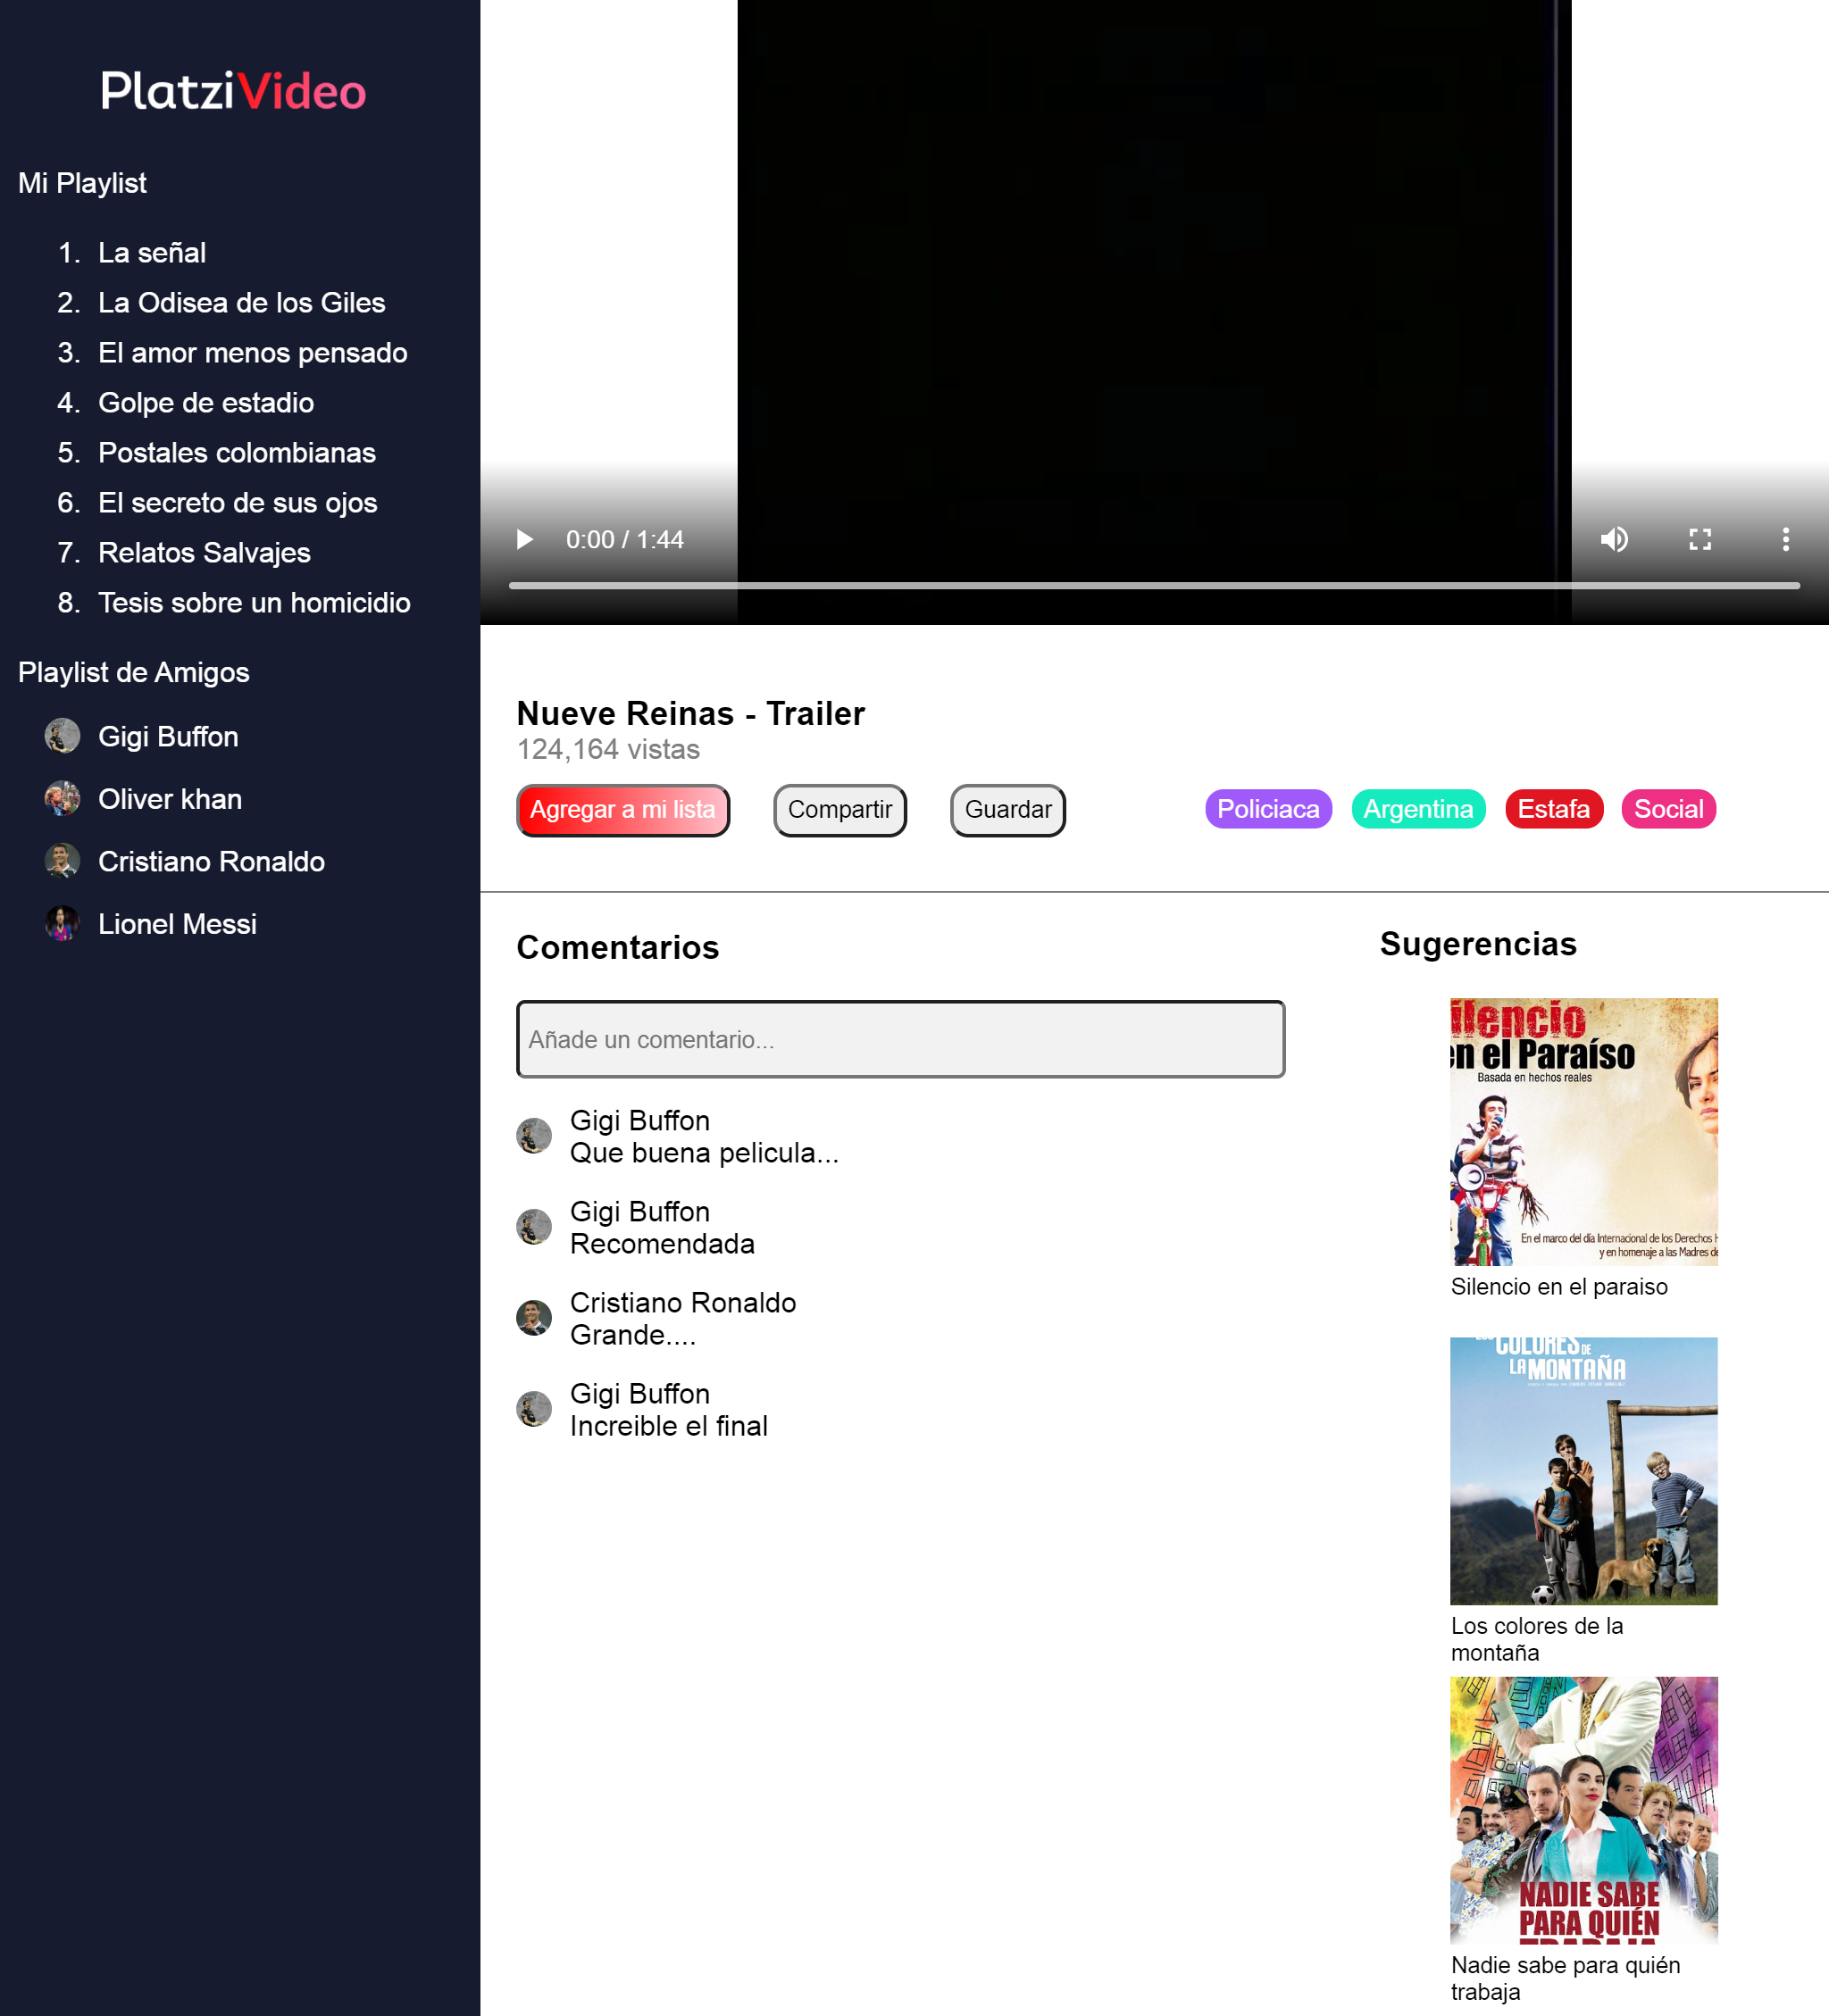 PlatziVideo
Mi Playlist
1. La señal
2. La Odisea de los Giles
3. El amor menos pensado
4. Golpe de estadio
5. Postales colombianas
6. El secreto de sus ojos
7. Relatos Salvajes
8. Tesis sobre un homicidio
Playlist de Amigos
Gigi Buffon
Oliver khan
Cristiano Ronaldo
Lionel Messi
0:00 / 1:44
Nueve Reinas - Trailer
124,164 vistas
Agregar a mi lista
Compartir
Guardar
Policiaca
Argentina
Estafa
Social
Comentarios
Añade un comentario...
Gigi Buffon
Que buena pelicula...
Gigi Buffon
Recomendada
Cristiano Ronaldo
Grande....
Gigi Buffon
Increible el final
Sugerencias
ilencio
en el Paraíso
Basada en hechos reales
En el marco del día Internacional de los Derechos
y en homenaje a las Madres de
Silencio en el paraiso
COLORES DE
LA MONTAÑA
Los colores de la
montaña
NADIE SABE
PARA QUIÉN
TRABAJA
Nadie sabe para quién
trabaja